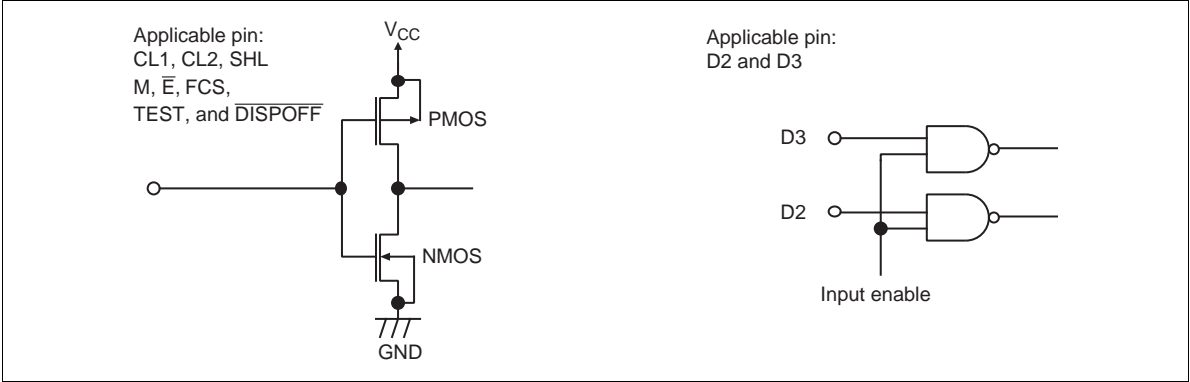 Applicable pin:
CL1, CL2, SHL
M, E̅, FCS,
TEST, and D̅I̅S̅P̅O̅F̅F̅
VCC
PMOS
NMOS
GND
Applicable pin:
D2 and D3
D3
D2
Input enable